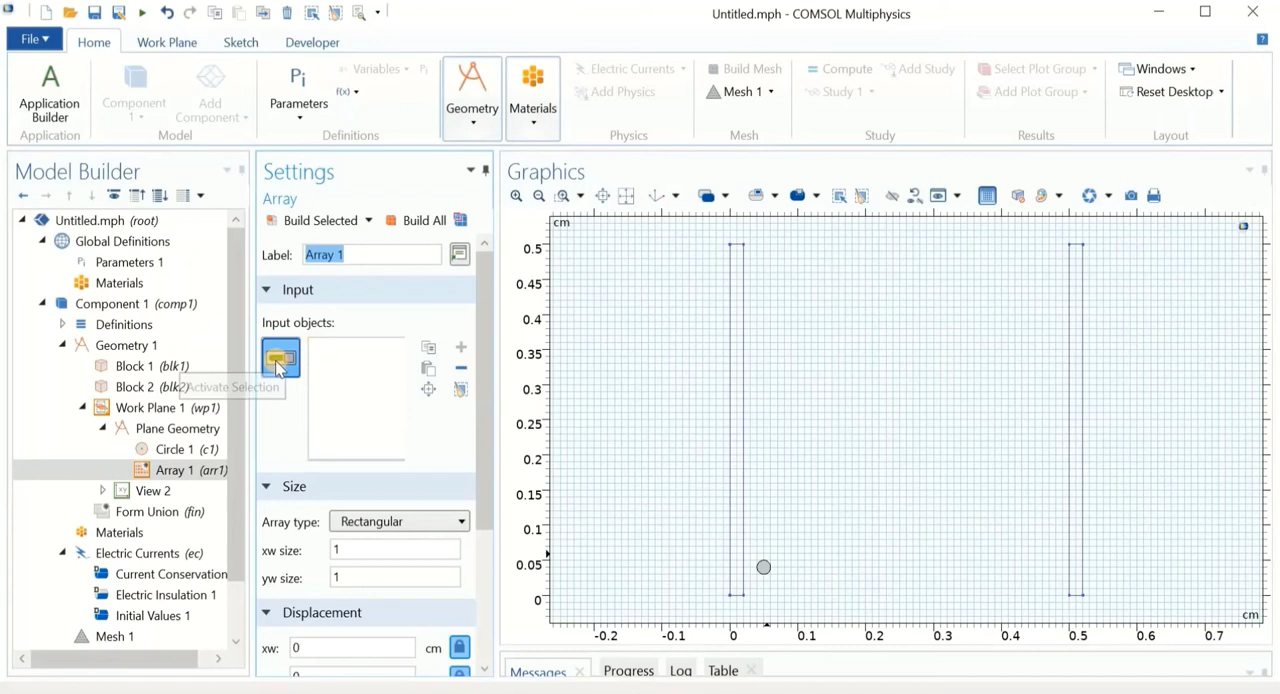 Untitled.mph - COMSOL Multiphysics
File
Home
Work Plane
Sketch
Developer
A
Application Builder
Component 1
Add Component
Pi
Parameters
Variables
Pi
f(x)
Geometry
Materials
Electric Currents
Add Physics
Build Mesh
Mesh 1
Compute
Add Study
Study 1
Select Plot Group
Add Plot Group
Windows
Reset Desktop
Application
Model
Definitions
Physics
Mesh
Study
Results
Layout
Model Builder
Untitled.mph (root)
Global Definitions
Pi Parameters 1
Materials
Component 1 (comp1)
Definitions
Geometry 1
Block 1 (blk1)
Block 2 (blk2)
Activate Selection
Work Plane 1 (wp1)
Plane Geometry
Circle 1 (c1)
Array 1 (arr1)
View 2
Form Union (fin)
Materials
Electric Currents (ec)
Current Conservation
Electric Insulation 1
Initial Values 1
Mesh 1
Settings
Array
Build Selected
Build All
Label: Array 1
Input
Input objects:
Size
Array type: Rectangular
xw size: 1
yw size: 1
Displacement
xw: 0 cm
Graphics
cm
0.5
0.45
0.4
0.35
0.3
0.25
0.2
0.15
0.1
0.05
0
cm
-0.2 -0.1 0 0.1 0.2 0.3 0.4 0.5 0.6 0.7
Messages
Progress
Log
Table